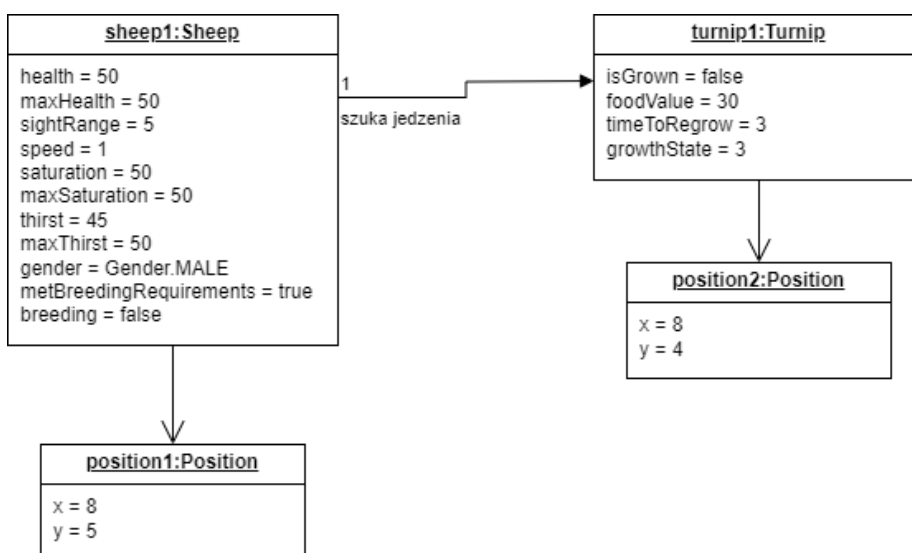 sheep1:Sheep
health = 50
maxHealth = 50
sightRange = 5
speed = 1
saturation = 50
maxSaturation = 50
thirst = 45
maxThirst = 50
gender = Gender.MALE
metBreedingRequirements = true
breeding = false
1
szuka jedzenia
turnip1:Turnip
isGrown = false
foodValue = 30
timeToRegrow = 3
growthState = 3
position2:Position
x = 8
y = 4
position1:Position
x = 8
y = 5